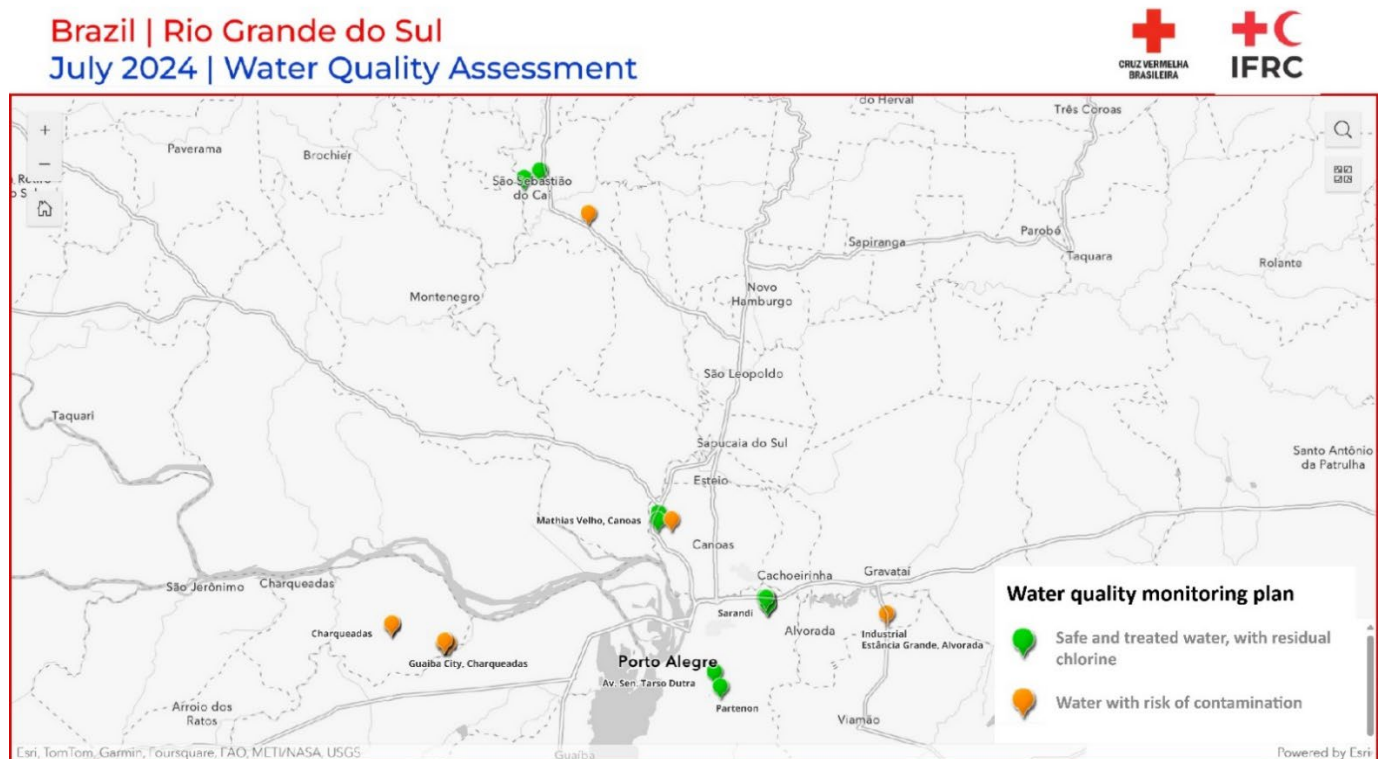 Brazil | Rio Grande do Sul
July 2024 | Water Quality Assessment
CRUZ VERMELHA
BRASILEIRA
IFRC
do Herval
Três Coroas
Paverama
Brochier
São Sebastião
do Caí
Sapiranga
Parobé
Taquara
Rolante
Montenegro
Novo
Hamburgo
São Leopoldo
Taquari
Sapucaia do Sul
Santo Antônio
da Patrulha
Esteio
Mathias Velho, Canoas
Canoas
São Jerônimo
Charqueadas
Cachoeirinha
Gravataí
Charqueadas
Guaiba City, Charqueadas
Sarandi
Alvorada
Industrial
Estância Grande, Alvorada
Porto Alegre
Av. Sen. Tarso Dutra
Partenon
Arroio dos
Ratos
Viamão
Guaíba
Water quality monitoring plan
Safe and treated water, with residual
chlorine
Water with risk of contamination
Esri, TomTom, Garmin, Foursquare, FAO, METI/NASA, USGS
Powered by Esri